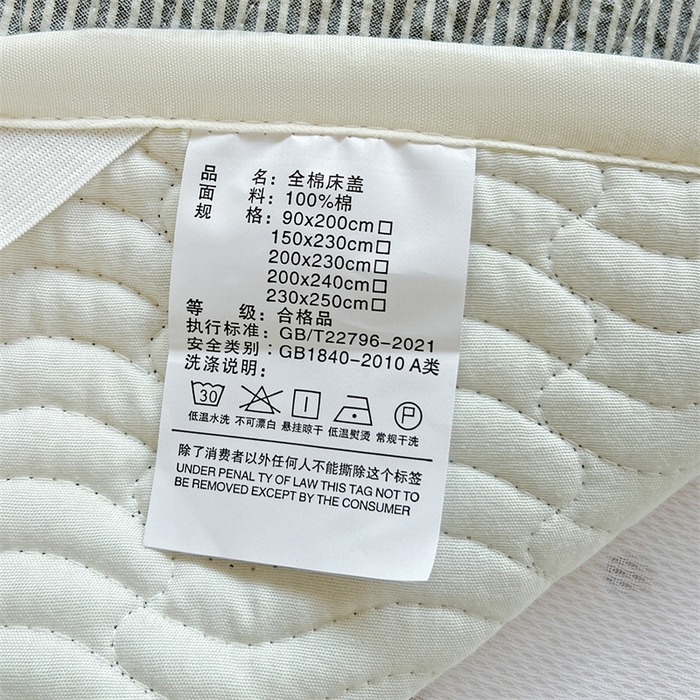 品 名：全棉床盖
面 料：100%棉
规 格：90x200cm□
150x230cm□
200x230cm□
200x240cm□
230x250cm□
等 级：合格品
执行标准：GB/T22796-2021
安全类别：GB1840-2010 A类
洗涤说明：
30 P
低温水洗 不可漂白 悬挂晾干 低温熨烫 常规干洗
除了消费者以外任何人不能撕除这个标签
UNDER PENAL TY OF LAW THIS TAG NOT TO
BE REMOVED EXCEPT BY THE CONSUMER